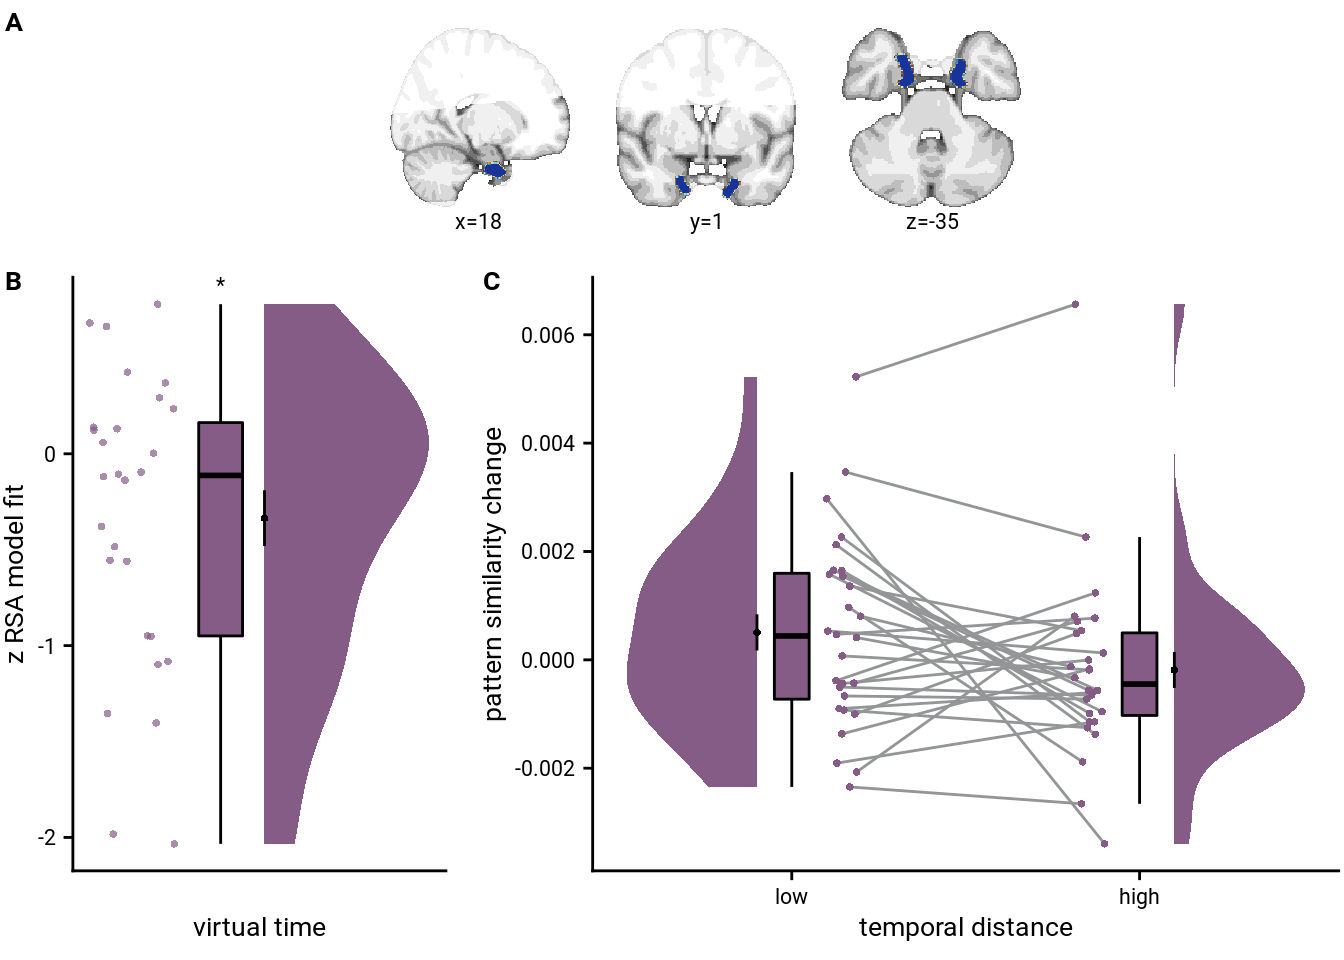 A
x=18
y=1
z=-35
B
*
z RSA model fit
0
-1
-2
virtual time
C
pattern similarity change
0.006
0.004
0.002
0.000
-0.002
low
high
temporal distance